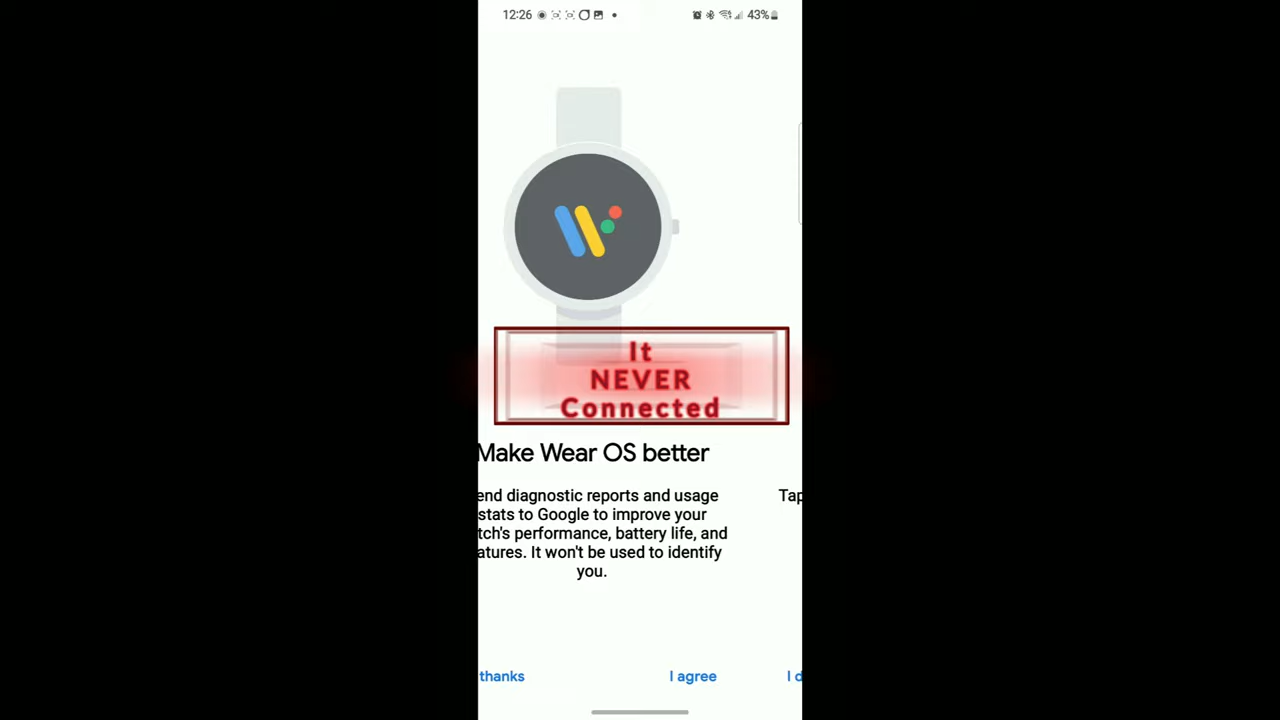 12:26
43%
It
NEVER
Connected
Make Wear OS better
end diagnostic reports and usage
stats to Google to improve your
tch's performance, battery life, and
atures. It won't be used to identify
you.
Tap
thanks
I agree
I d